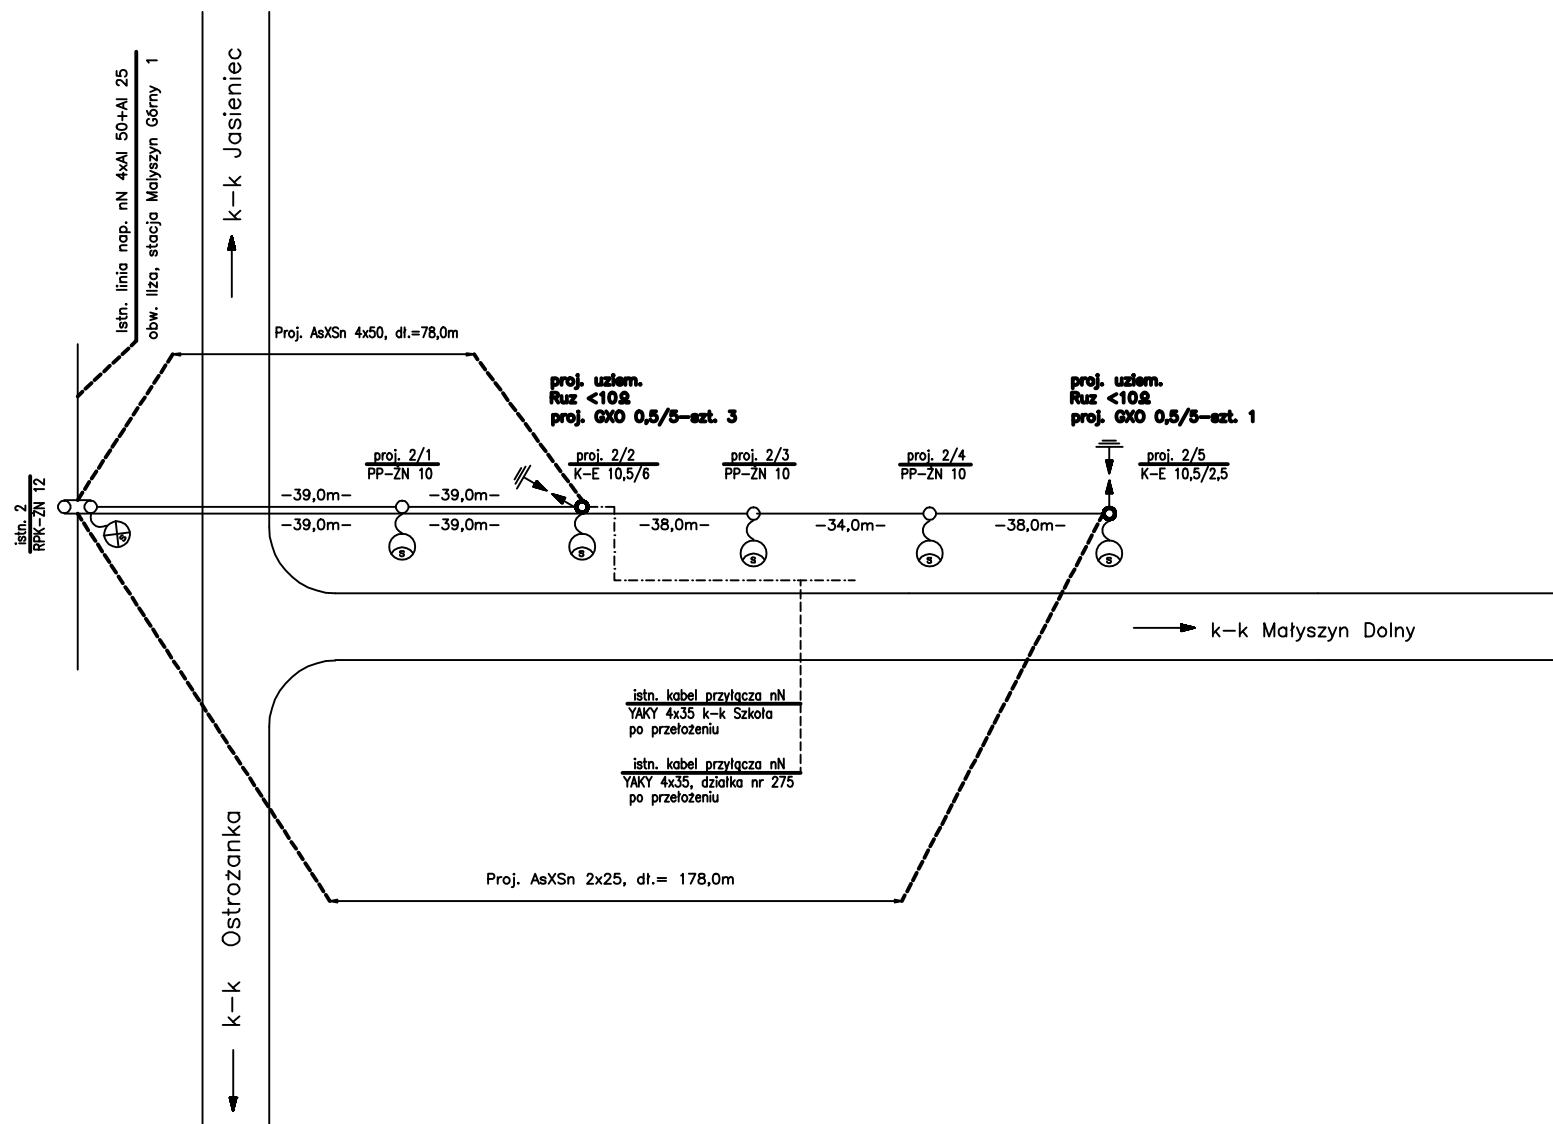 Istn. linia nap. nN 4xAl 50+Al 25
obw. Ilza, stacja Małyszyn Górny 1
k-k Jasieniec
Proj. AsXSn 4x50, dł.=78,0m
proj. uziem.
Ruz <10Ω
proj. GXO 0,5/5-szt. 3
proj. uziem.
Ruz <10Ω
proj. GXO 0,5/5-szt. 1
proj. 2/1
PP-ŻN 10
proj. 2/2
K-E 10,5/6
proj. 2/3
PP-ŻN 10
proj. 2/4
PP-ŻN 10
proj. 2/5
K-E 10,5/2,5
istn. 2
RPK-ŻN 12
-39,0m-
-39,0m-
-39,0m-
-39,0m-
-38,0m-
-34,0m-
-38,0m-
s
s
s
s
s
s
k-k Małyszyn Dolny
istn. kabel przyłącza nN
YAKY 4x35 k-k Szkoła
po przełożeniu
istn. kabel przyłącza nN
YAKY 4x35, działka nr 275
po przełożeniu
Proj. AsXSn 2x25, dł.= 178,0m
k-k Ostrożanka